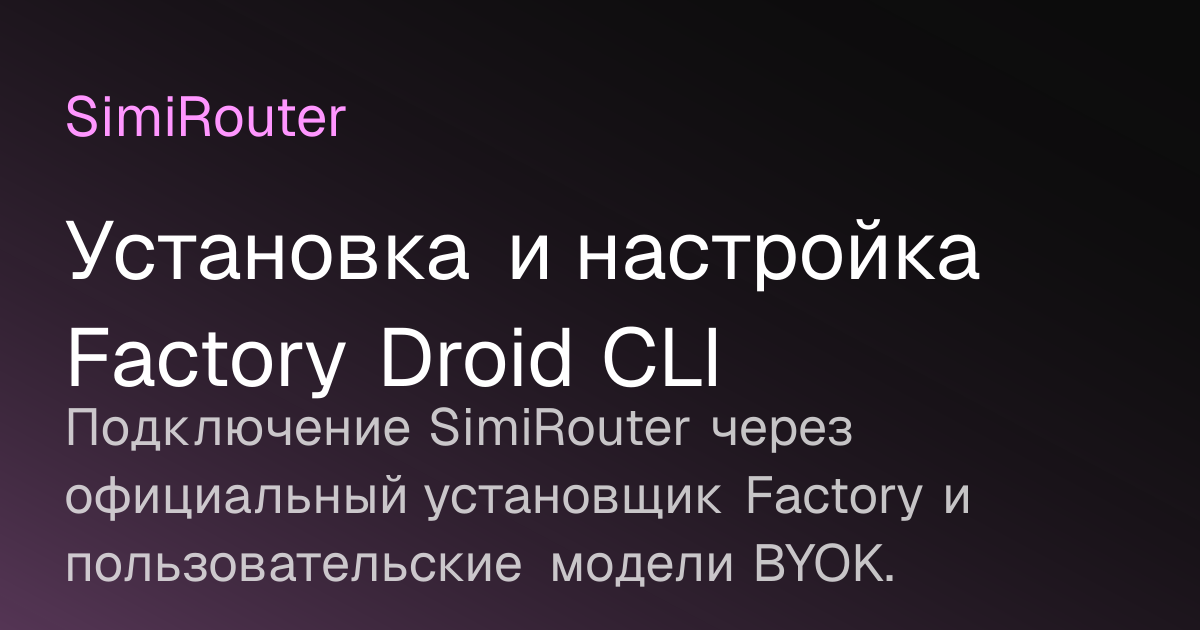 SimiRouter
Установка и настройка
Factory Droid CLI
Подключение SimiRouter через
официальный установщик Factory и
пользовательские модели BYOK.